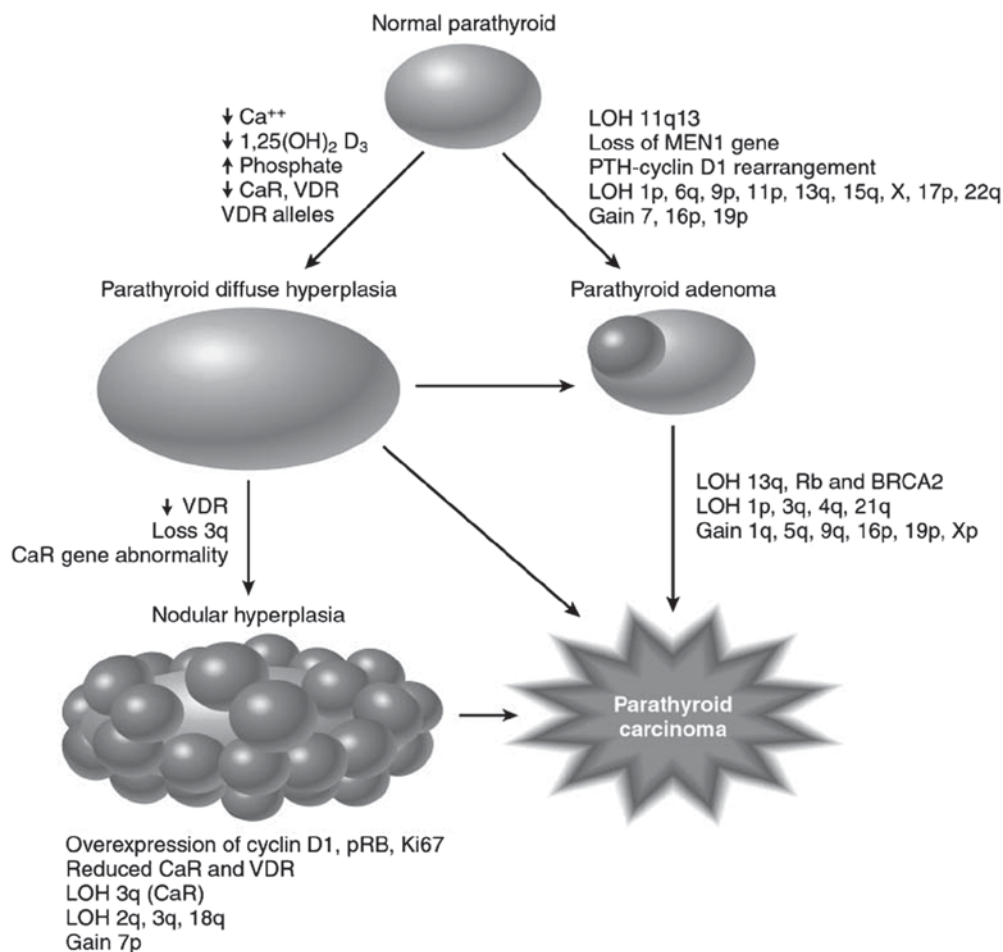 Normal parathyroid
↓ Ca⁺⁺
↓ 1,25(OH)₂ D₃
↑ Phosphate
↓ CaR, VDR
VDR alleles
LOH 11q13
Loss of MEN1 gene
PTH-cyclin D1 rearrangement
LOH 1p, 6q, 9p, 11p, 13q, 15q, X, 17p, 22q
Gain 7, 16p, 19p
Parathyroid diffuse hyperplasia
Parathyroid adenoma
↓ VDR
Loss 3q
CaR gene abnormality
LOH 13q, Rb and BRCA2
LOH 1p, 3q, 4q, 21q
Gain 1q, 5q, 9q, 16p, 19p, Xp
Nodular hyperplasia
Parathyroid
carcinoma
Overexpression of cyclin D1, pRB, Ki67
Reduced CaR and VDR
LOH 3q (CaR)
LOH 2q, 3q, 18q
Gain 7p